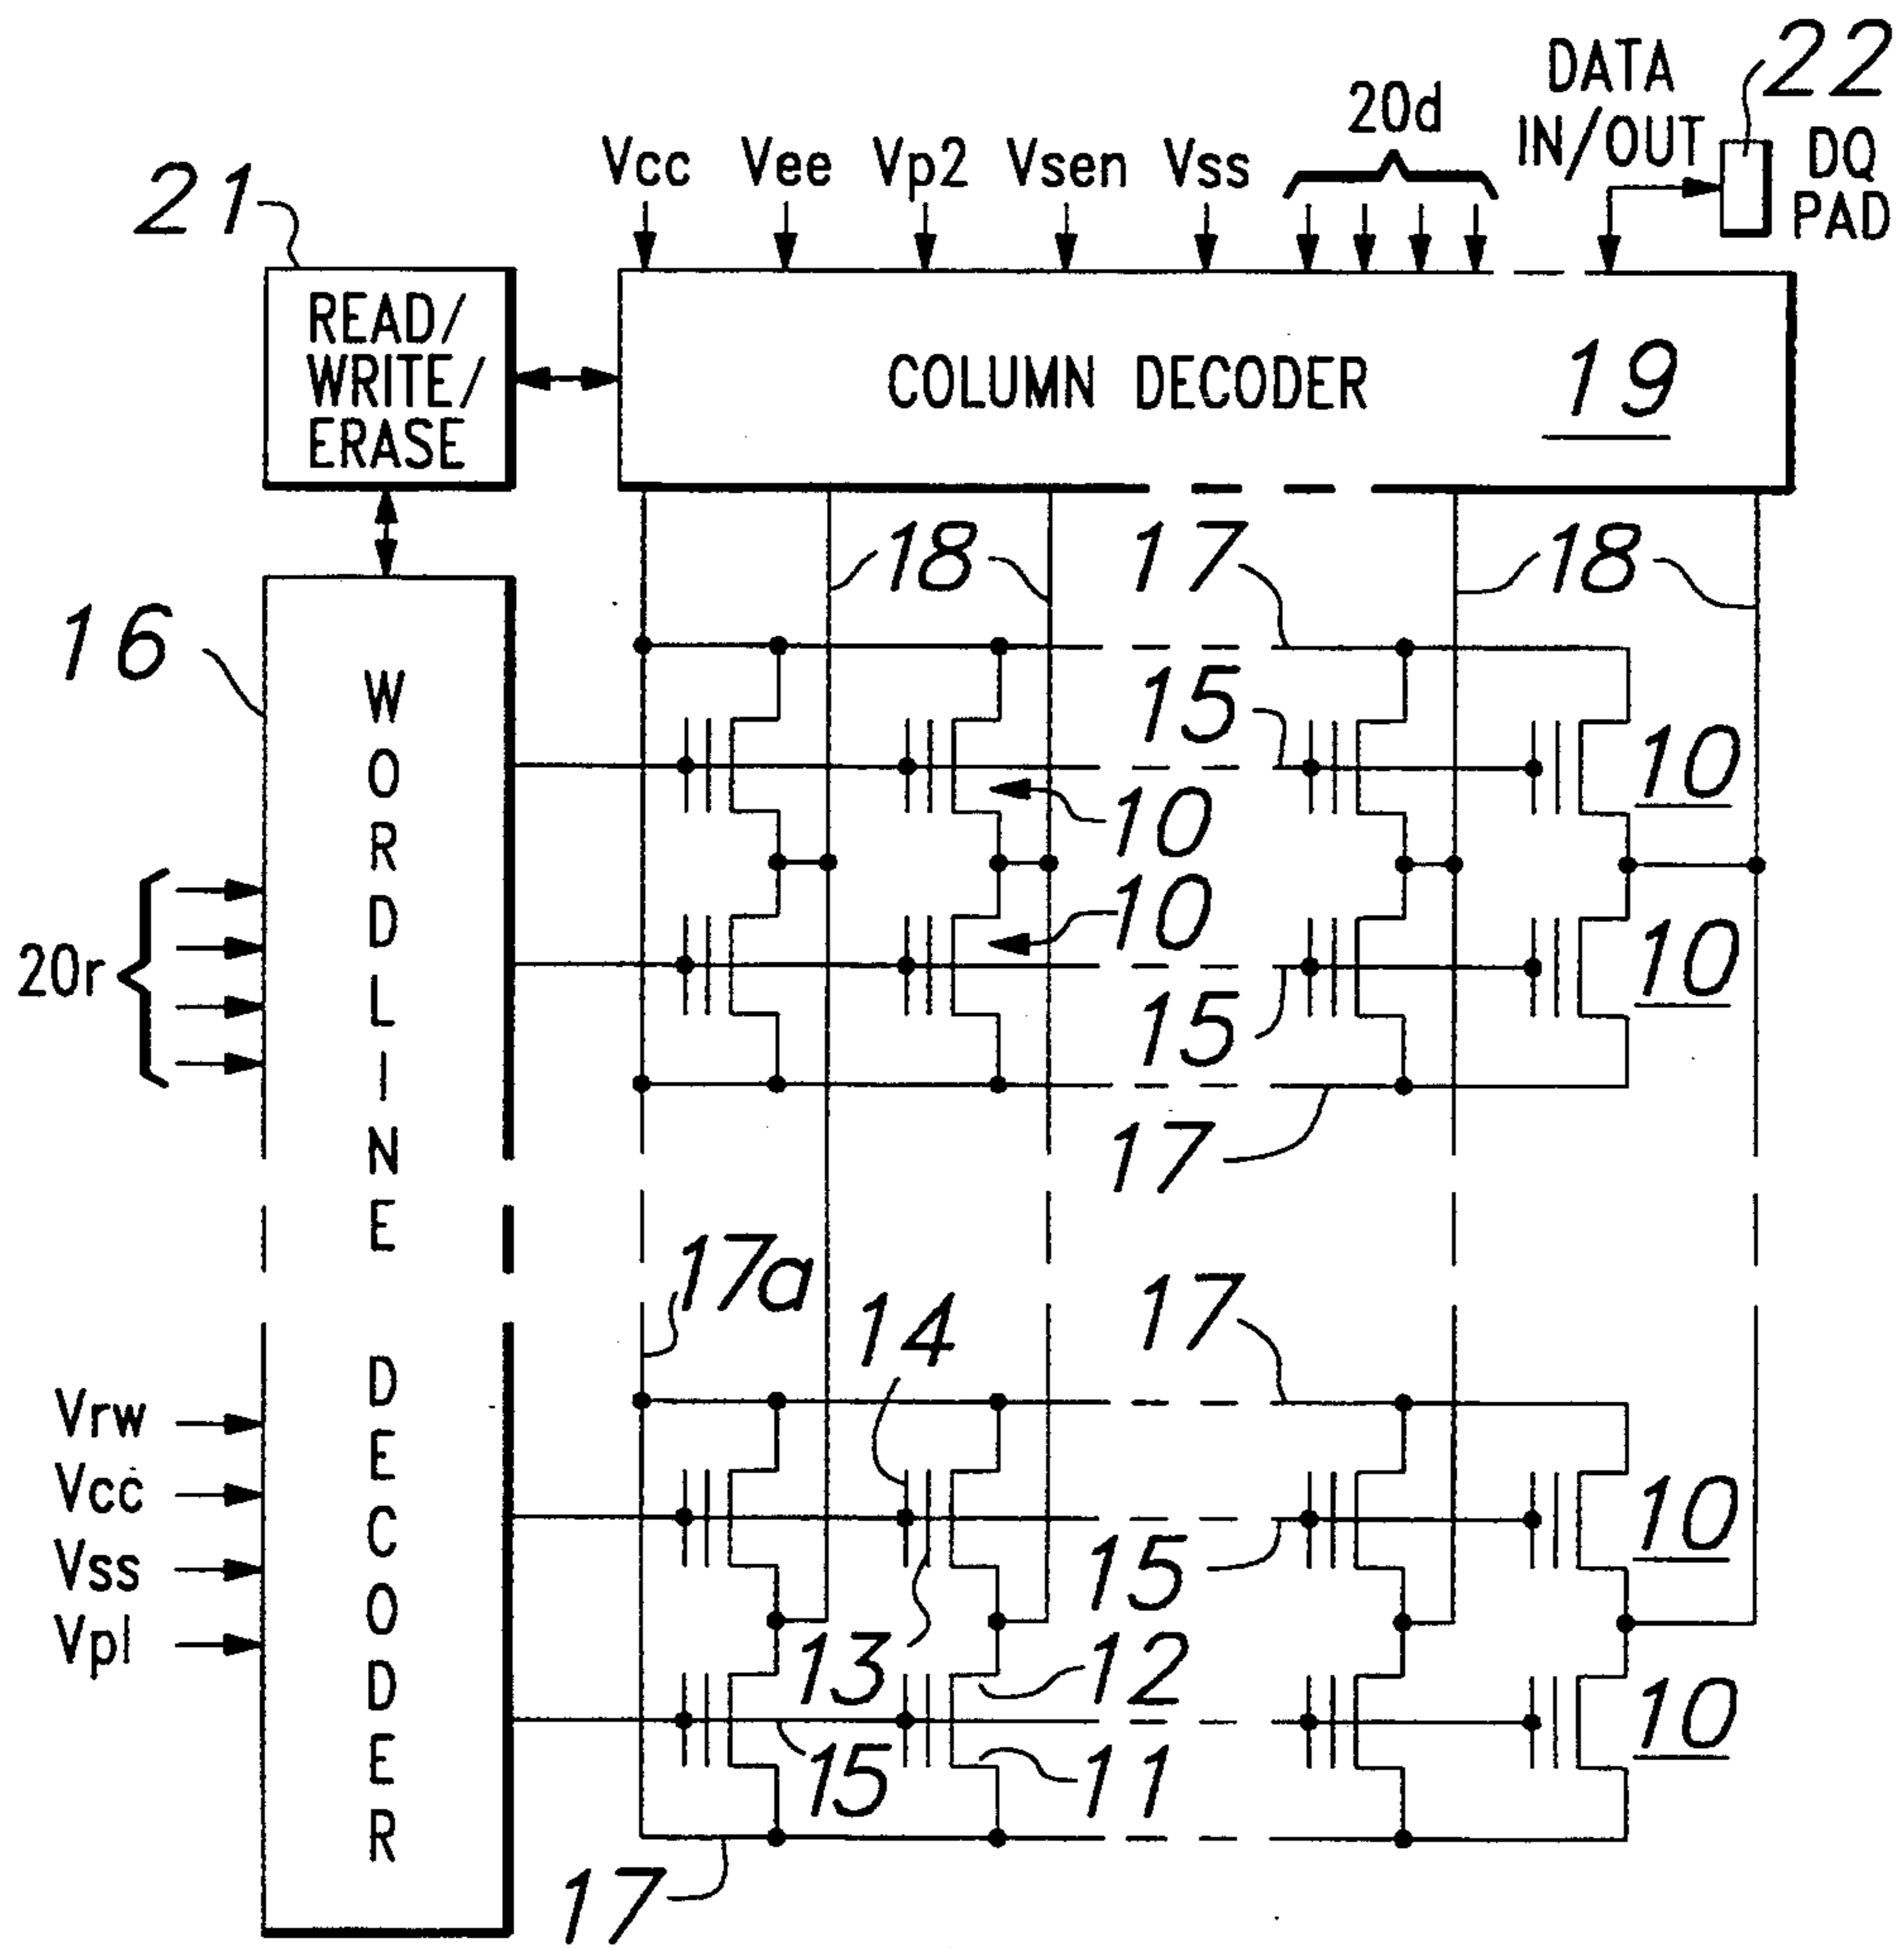 22
DATA
IN/OUT
DQ
PAD
20d
Vcc Vee Vp2 Vsen Vss
21
READ/
WRITE/
ERASE
COLUMN DECODER 19
18 17 18
16
WORDLINE DECODER
15
10 10
20r
10 10
15
17
17a
14
17
Vrw
Vcc
Vss
Vpl
15 10
13 12
15 11 10
17